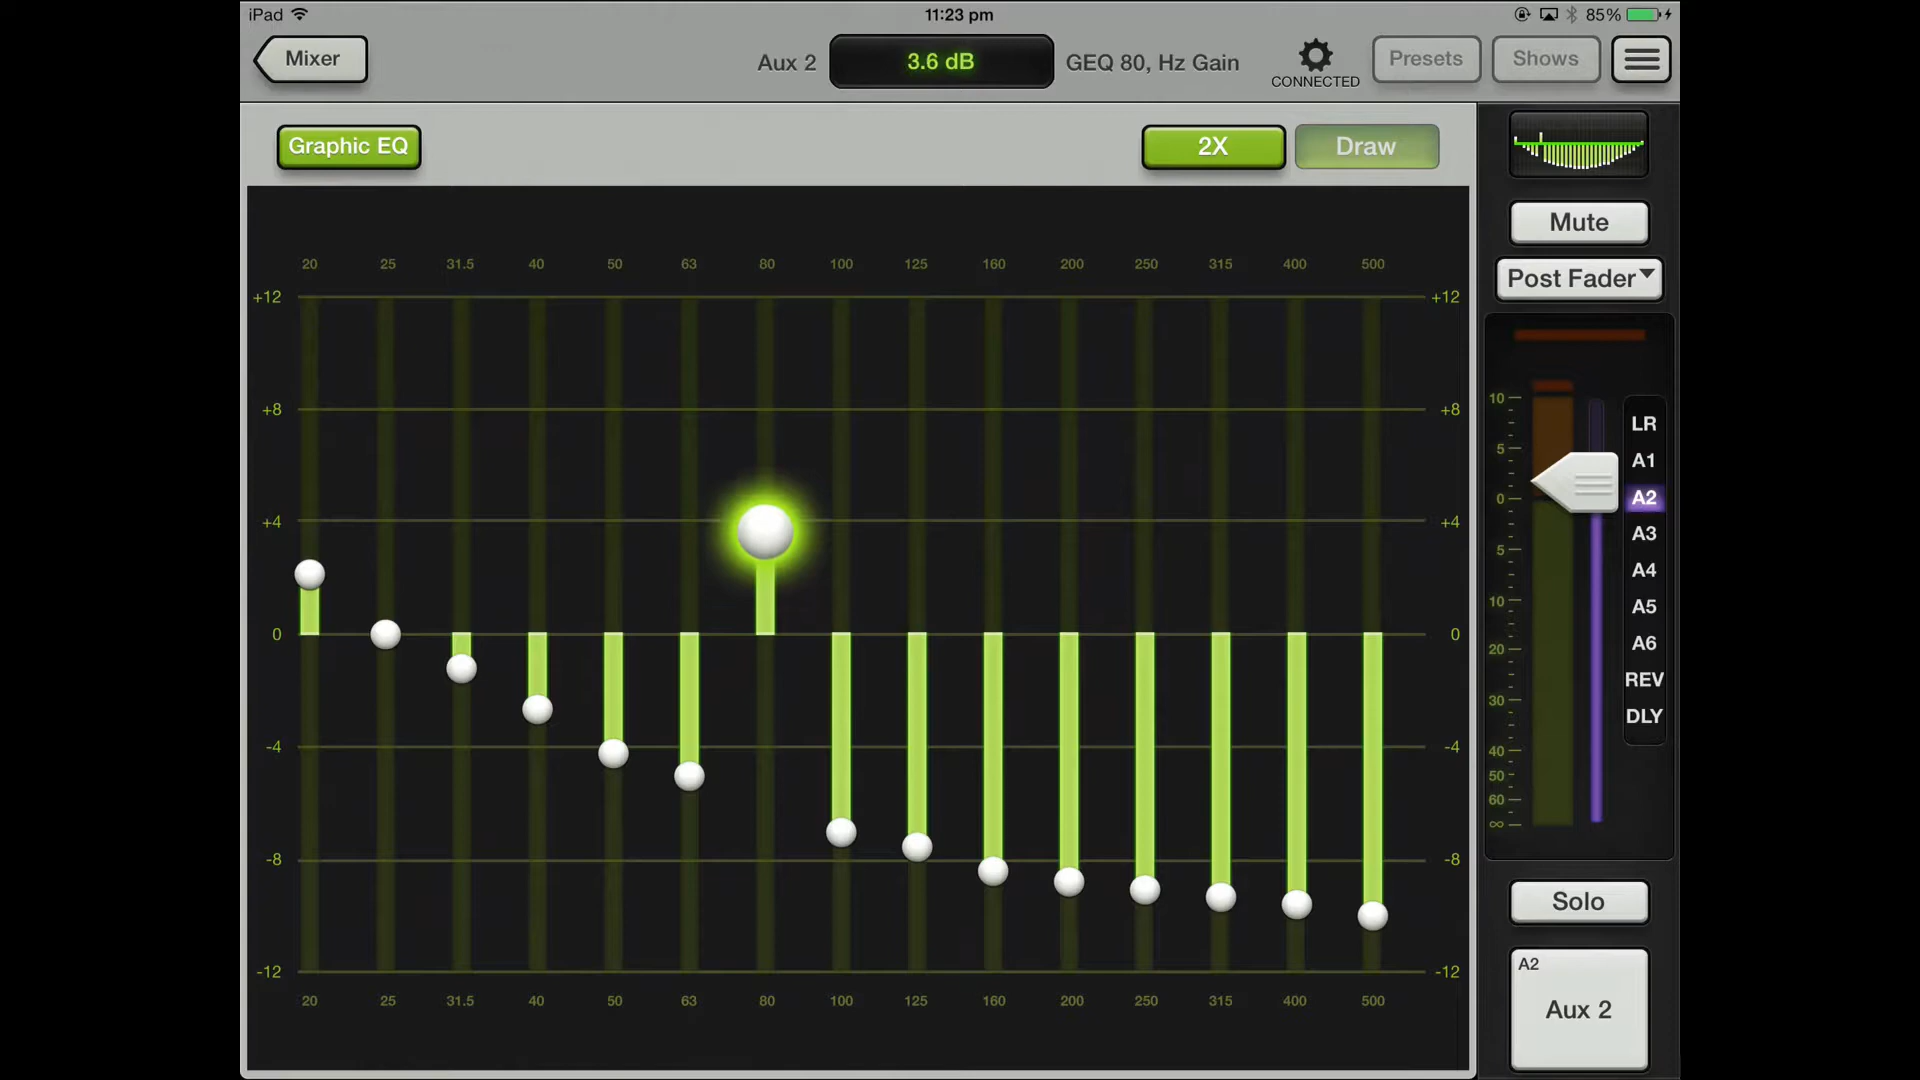 iPad 11:23 pm 85%
Mixer Aux 2 3.6 dB GEQ 80, Hz Gain CONNECTED Presets Shows
Graphic EQ 2X Draw
Mute
Post Fader
20 25 31.5 40 50 63 80 100 125 160 200 250 315 400 500
+12 +12
+8 +8
+4 +4
0 0
-4 -4
-8 -8
-12 -12
20 25 31.5 40 50 63 80 100 125 160 200 250 315 400 500
10
5
0
5
10
20
30
40
50
60
∞
LR
A1
A2
A3
A4
A5
A6
REV
DLY
Solo
A2
Aux 2